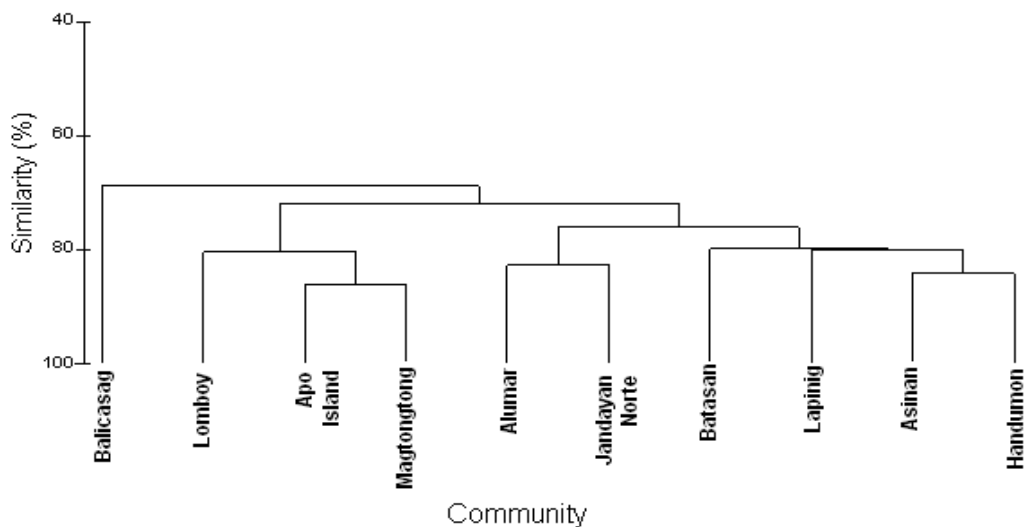 40
60
80
100
Similarity (%)
Balicasag
Lomboy
Apo
Island
Magtongtong
Alumar
Jandayan
Norte
Batasan
Lapinig
Asinan
Handumon
Community